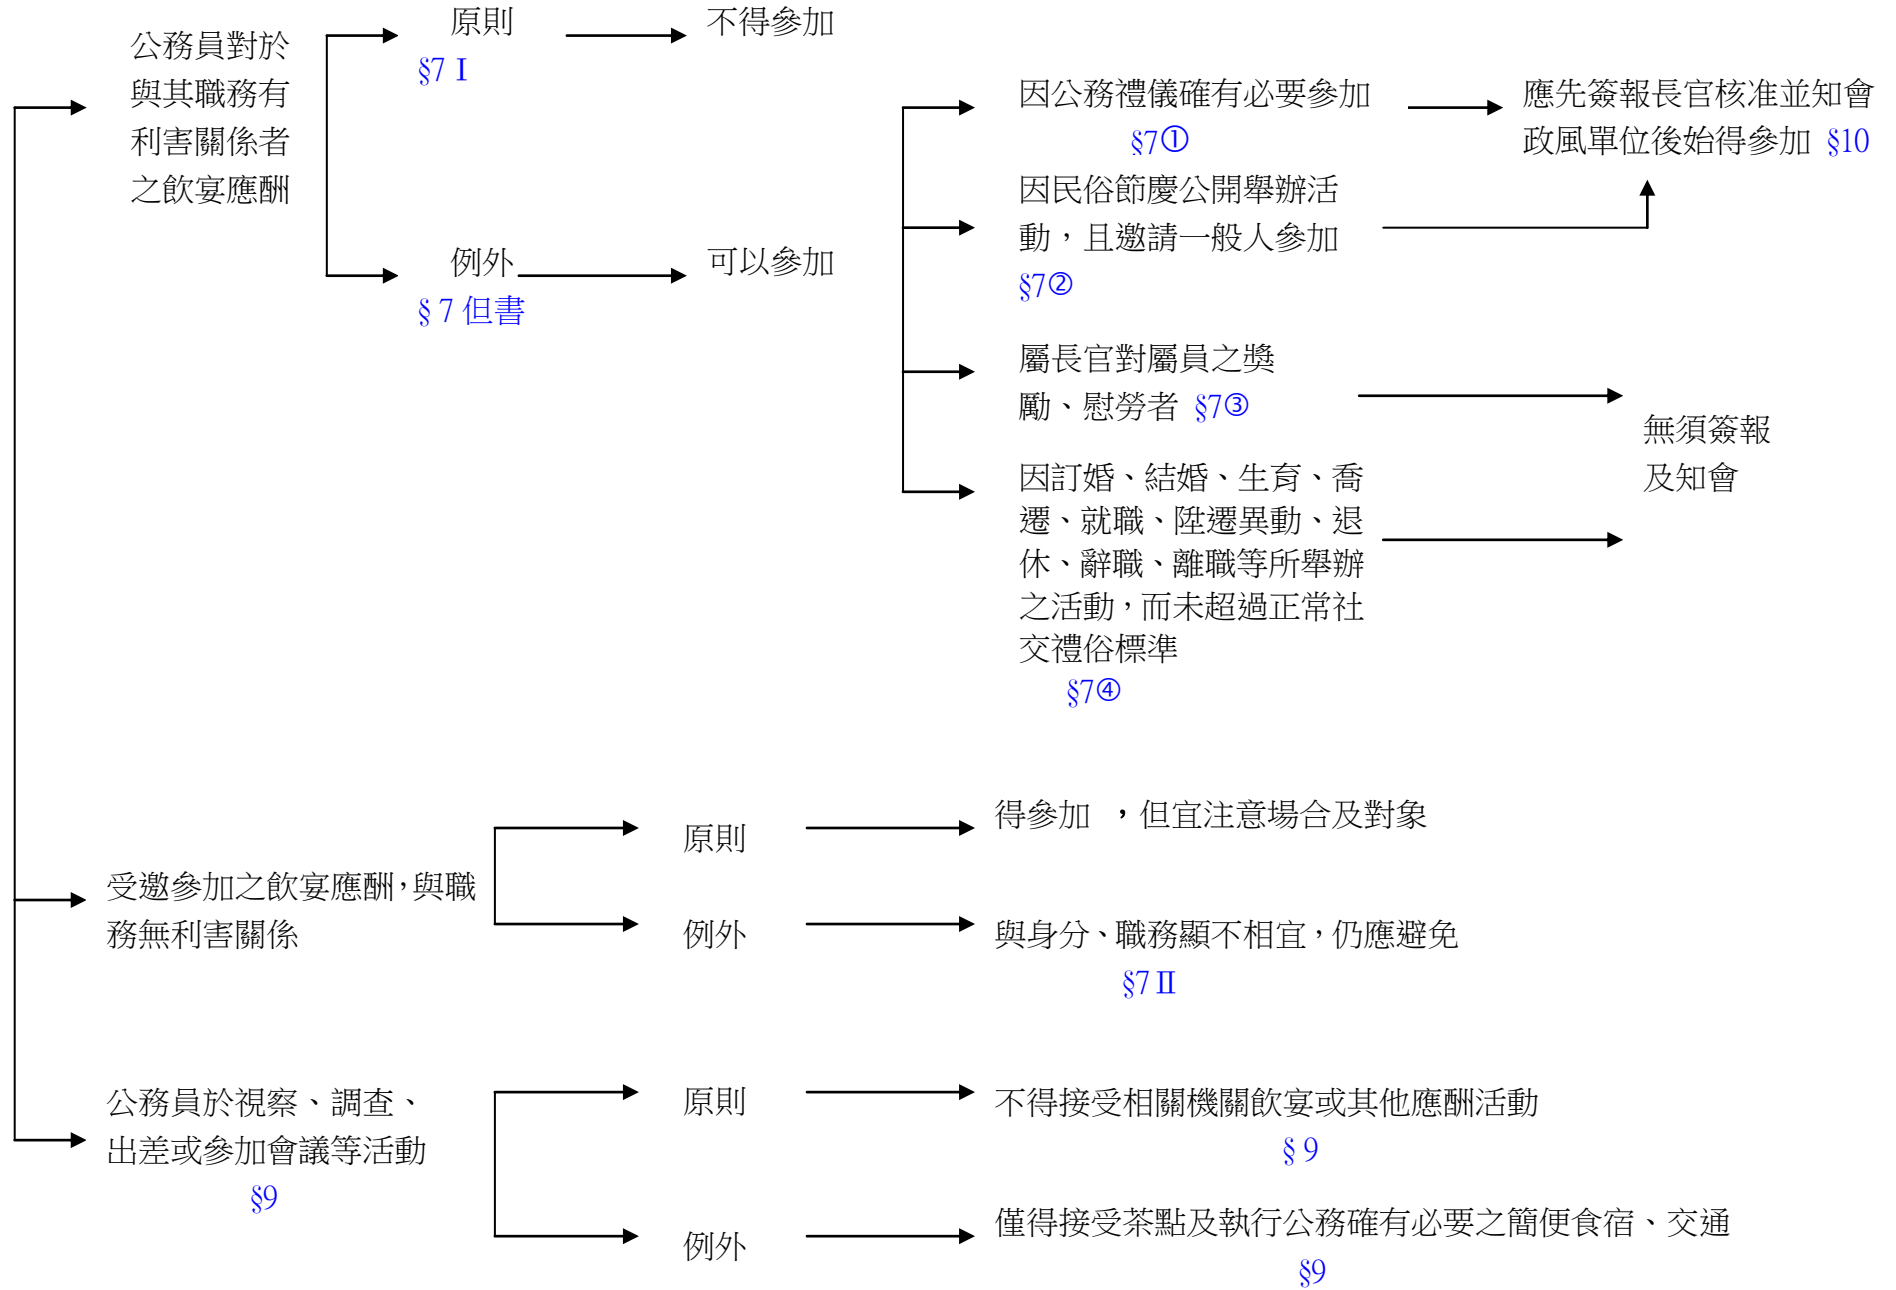 公務員對於
與其職務有
利害關係者
之飲宴應酬
原則
§7 I
不得參加
例外
§ 7 但書
可以參加
因公務禮儀確有必要參加
§7①
應先簽報長官核准並知會
政風單位後始得參加 §10
因民俗節慶公開舉辦活
動,且邀請一般人參加
§7②
屬長官對屬員之獎
勵、慰勞者 §7③
因訂婚、結婚、生育、喬
遷、就職、陞遷異動、退
休、辭職、離職等所舉辦
之活動,而未超過正常社
交禮俗標準
§7④
無須簽報
及知會
受邀參加之飲宴應酬,與職
務無利害關係
原則
得參加 ,但宜注意場合及對象
例外
與身分、職務顯不相宜,仍應避免
§7 II
公務員於視察、調查、
出差或參加會議等活動
§9
原則
不得接受相關機關飲宴或其他應酬活動
§ 9
例外
僅得接受茶點及執行公務確有必要之簡便食宿、交通
§9